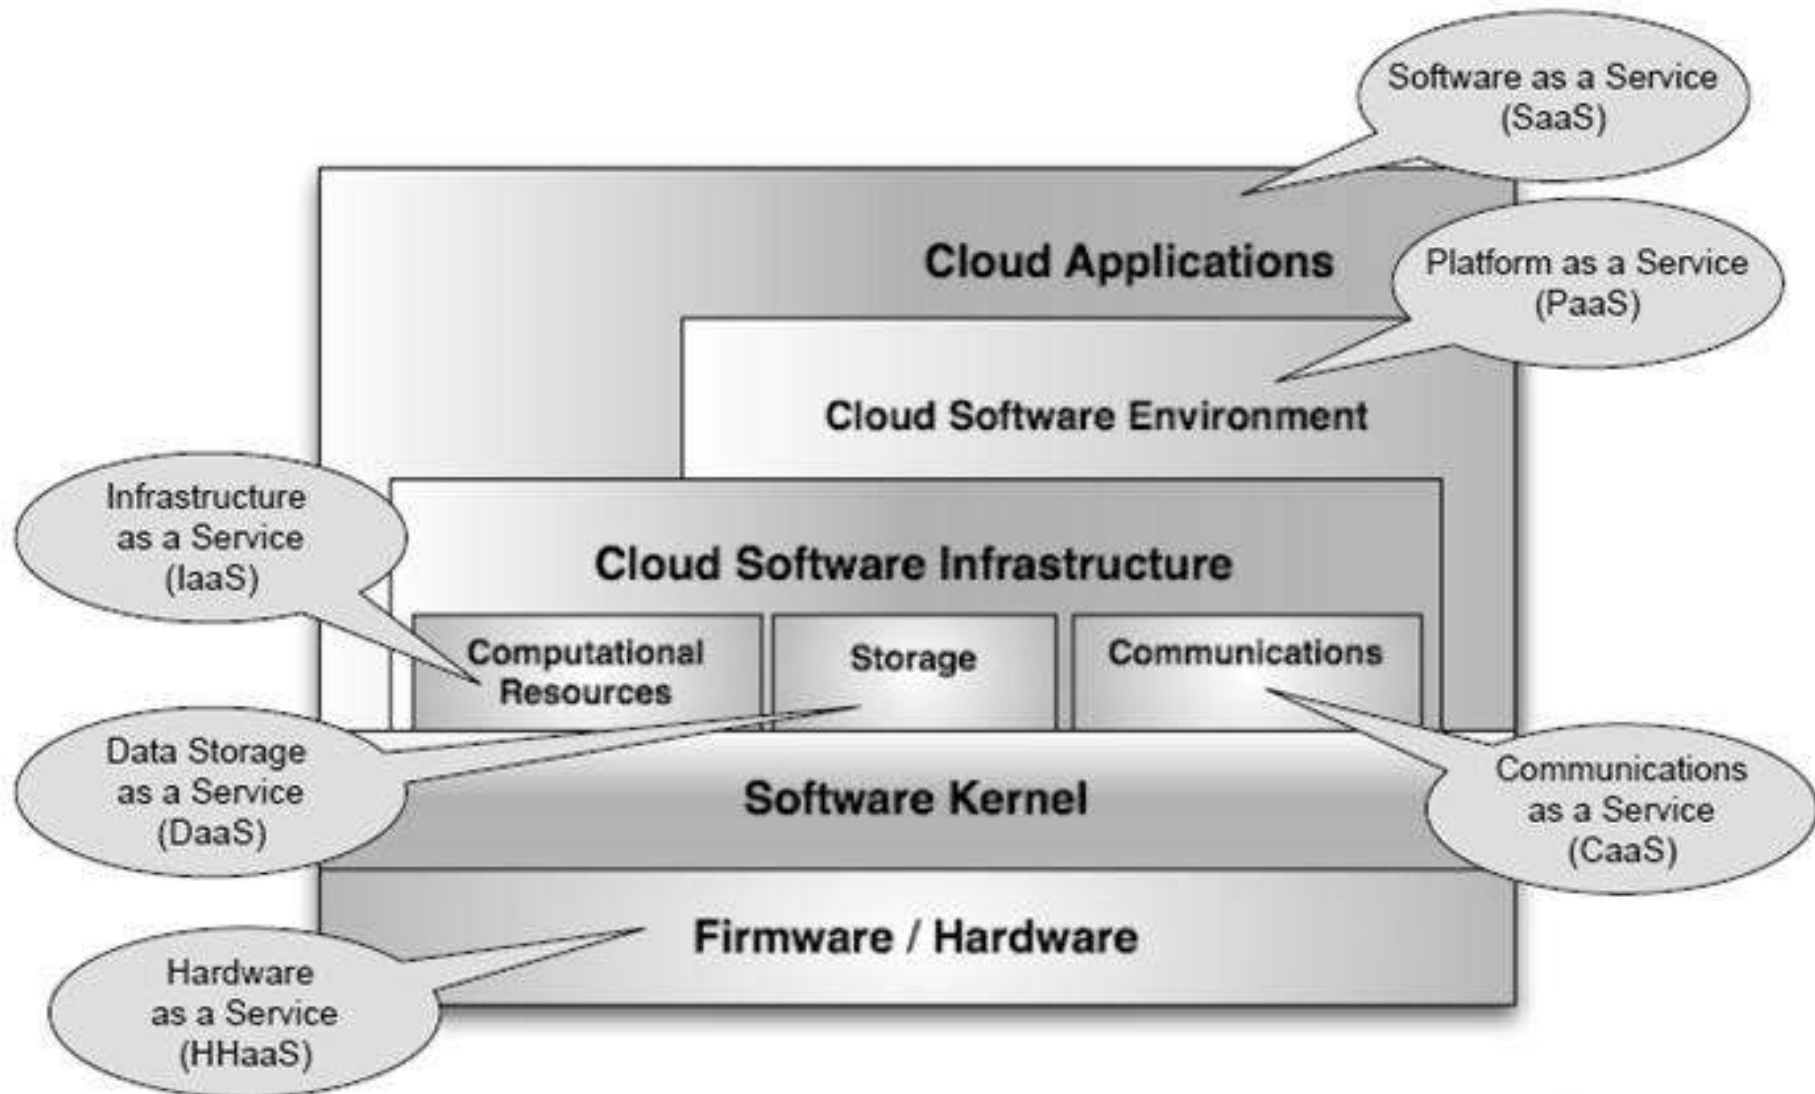 Software as a Service
(SaaS)
Cloud Applications
Platform as a Service
(PaaS)
Cloud Software Environment
Infrastructure
as a Service
(IaaS)
Cloud Software Infrastructure
Computational
Resources
Storage
Communications
Data Storage
as a Service
(DaaS)
Software Kernel
Communications
as a Service
(CaaS)
Firmware / Hardware
Hardware
as a Service
(HHaaS)